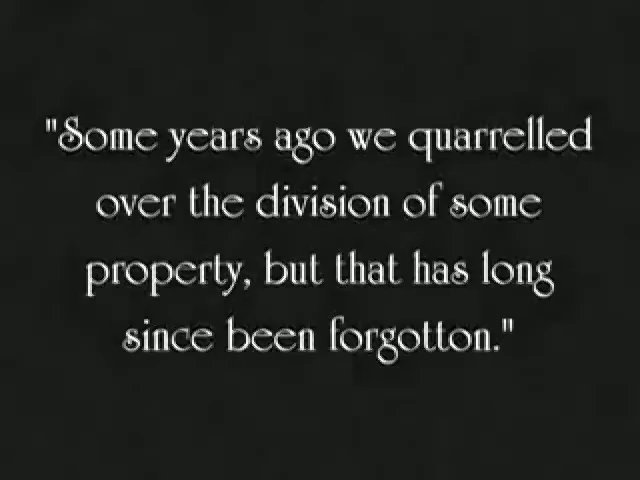 "Some years ago we quarrelled
over the division of some
property, but that has long
since been forgotton."